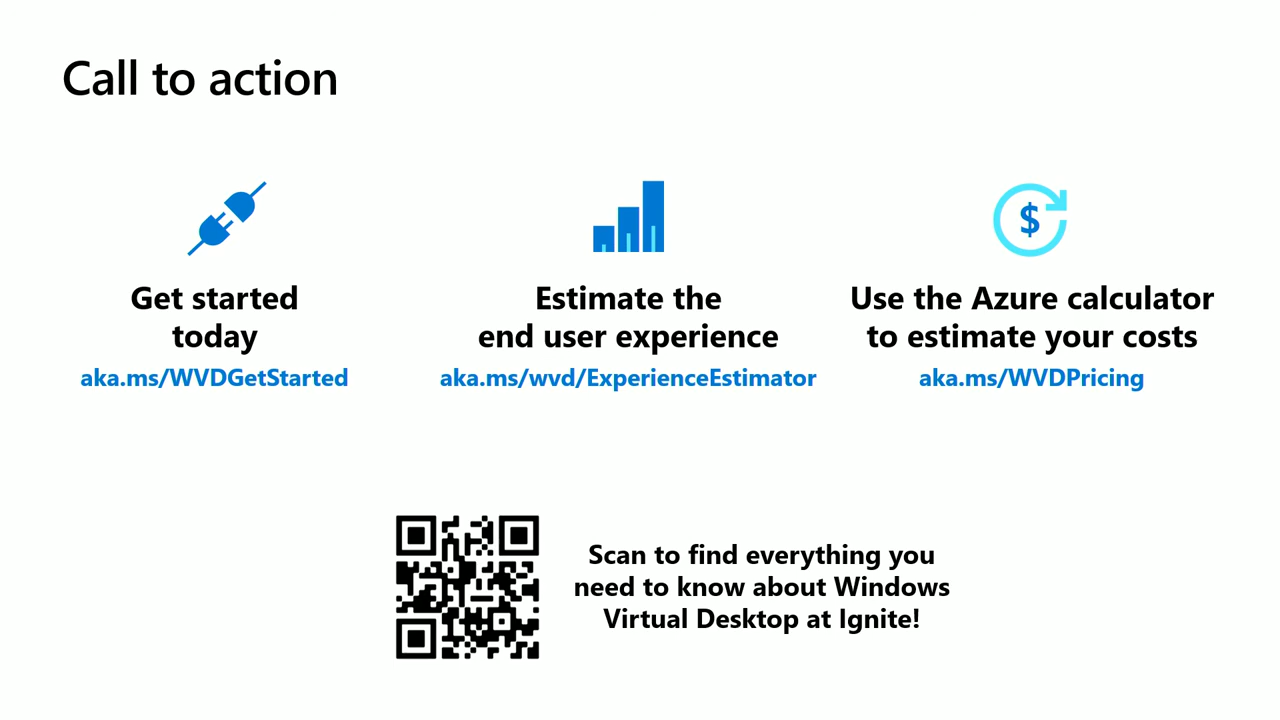 Call to action
$
Get started
today
aka.ms/WVDGetStarted
Estimate the
end user experience
aka.ms/wvd/ExperienceEstimator
Use the Azure calculator
to estimate your costs
aka.ms/WVDPricing
Scan to find everything you
need to know about Windows
Virtual Desktop at Ignite!